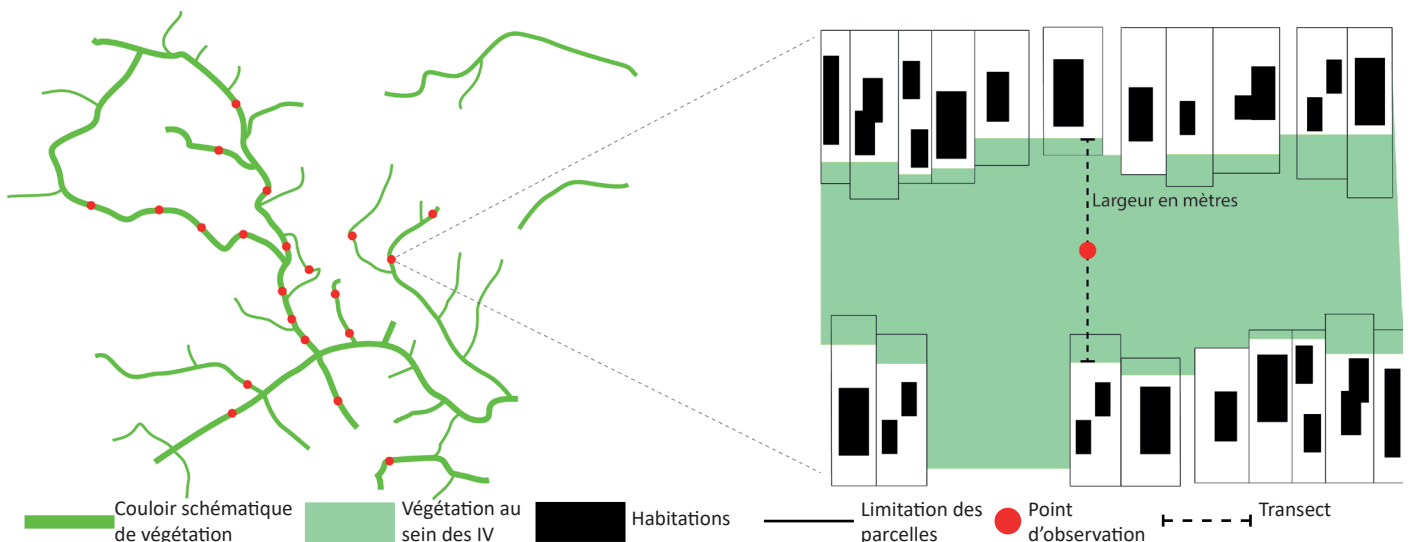 Largeur en mètres
Couloir schématique
de végétation
Végétation au
sein des IV
Habitations
Limitation des
parcelles
Point
d'observation
Transect